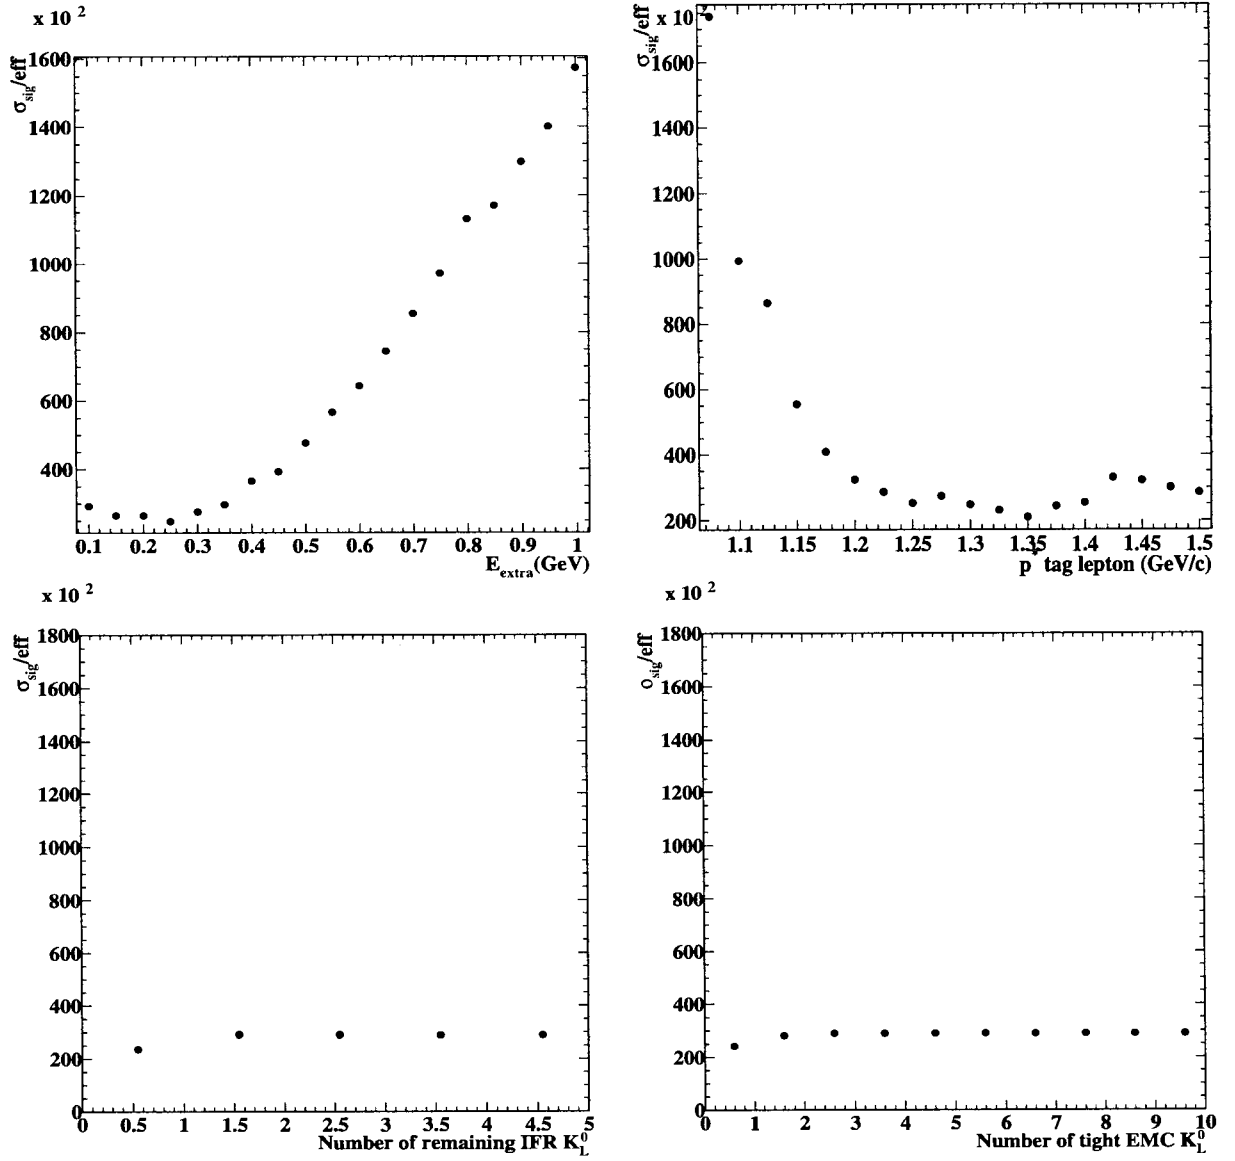 x 10 2
σsig/eff
1600
1400
1200
1000
800
600
400
0.1 0.2 0.3 0.4 0.5 0.6 0.7 0.8 0.9 1
Eextra(GeV)
x 10 2
σsig/eff
1600
1400
1200
1000
800
600
400
200
1.1 1.15 1.2 1.25 1.3 1.35 1.4 1.45 1.5
p* tag lepton (GeV/c)
x 10 2
σsig/eff
1800
1600
1400
1200
1000
800
600
400
200
0
0 0.5 1 1.5 2 2.5 3 3.5 4 4.5 5
Number of remaining IFR K0L
x 10 2
σsig/eff
1800
1600
1400
1200
1000
800
600
400
200
0
0 1 2 3 4 5 6 7 8 9 10
Number of tight EMC K0L